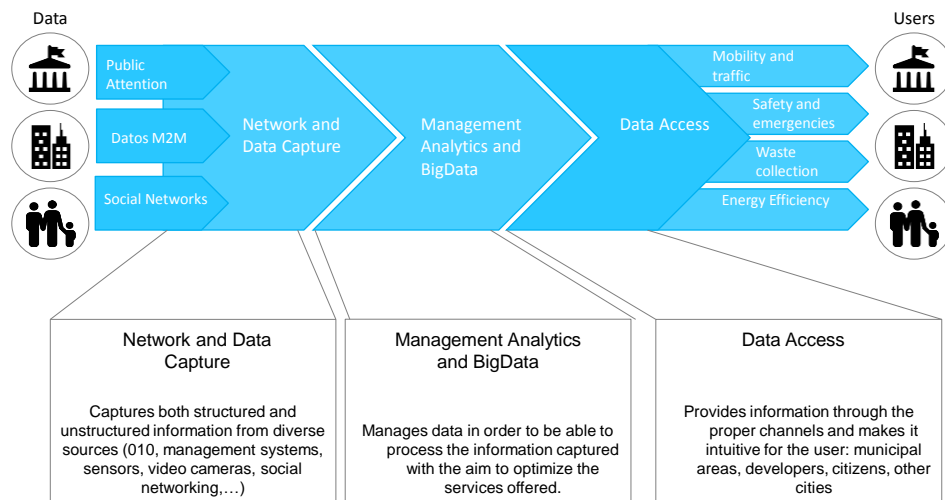 Data
Users
Public
Attention
Datos M2M
Social Networks
Network and
Data Capture
Management
Analytics and
BigData
Data Access
Mobility and
traffic
Safety and
emergencies
Waste
collection
Energy Efficiency
Network and Data
Capture
Captures both structured and
unstructured information from diverse
sources (010, management systems,
sensors, video cameras, social
networking,…)
Management Analytics
and BigData
Manages data in order to be able to
process the information captured
with the aim to optimize the
services offered.
Data Access
Provides information through the
proper channels and makes it
intuitive for the user: municipal
areas, developers, citizens, other
cities